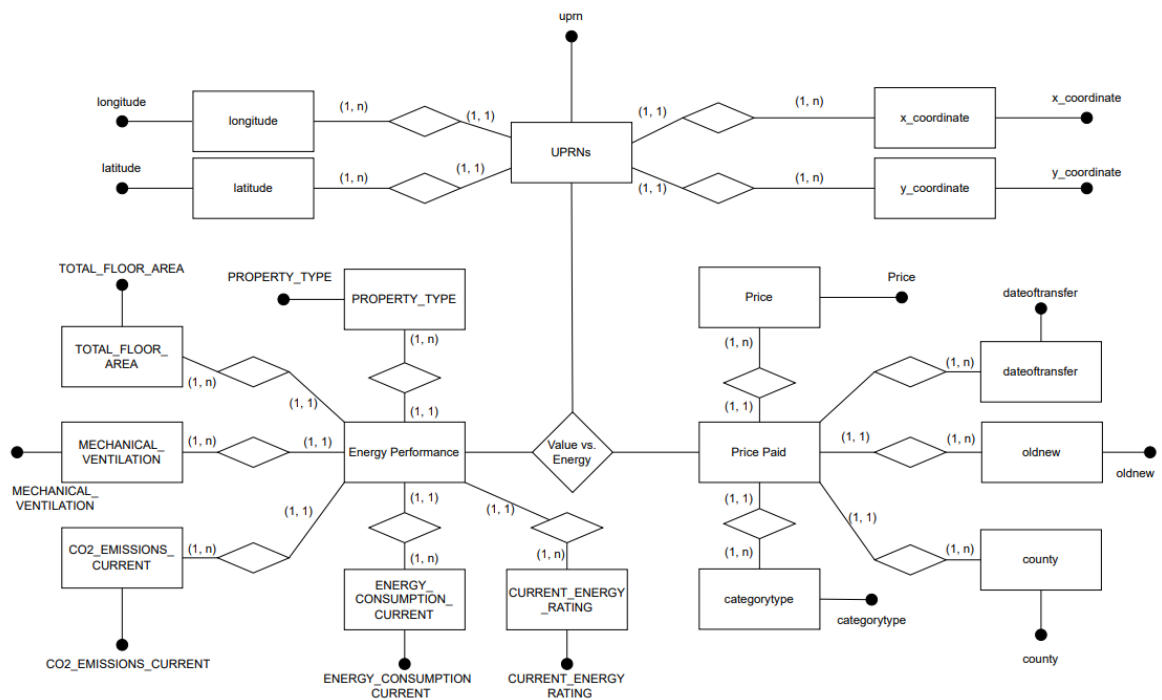 uprn
longitude
(1, n)
(1, 1)
longitude
(1, 1)
(1, n)
x_coordinate
x_coordinate
UPRNs
latitude
(1, n)
(1, 1)
latitude
(1, 1)
(1, n)
y_coordinate
y_coordinate
TOTAL_FLOOR_AREA
PROPERTY_TYPE
PROPERTY_TYPE
Price
Price
dateoftransfer
dateoftransfer
TOTAL_FLOOR_
AREA
(1, n)
(1, n)
(1, n)
(1, n)
(1, 1)
(1, 1)
(1, 1)
MECHANICAL_
VENTILATION
(1, n)
(1, 1)
Energy Performance
Value vs.
Energy
Price Paid
(1, 1)
(1, n)
oldnew
oldnew
MECHANICAL_
VENTILATION
(1, 1)
(1, 1)
(1, 1)
(1, 1)
(1, 1)
CO2_EMISSIONS_
CURRENT
(1, n)
(1, n)
(1, n)
(1, n)
(1, n)
county
ENERGY_
CONSUMPTION_
CURRENT
CURRENT_ENERGY
_RATING
categorytype
categorytype
CO2_EMISSIONS_CURRENT
ENERGY_CONSUMPTION
CURRENT
CURRENT_ENERGY
RATING
county